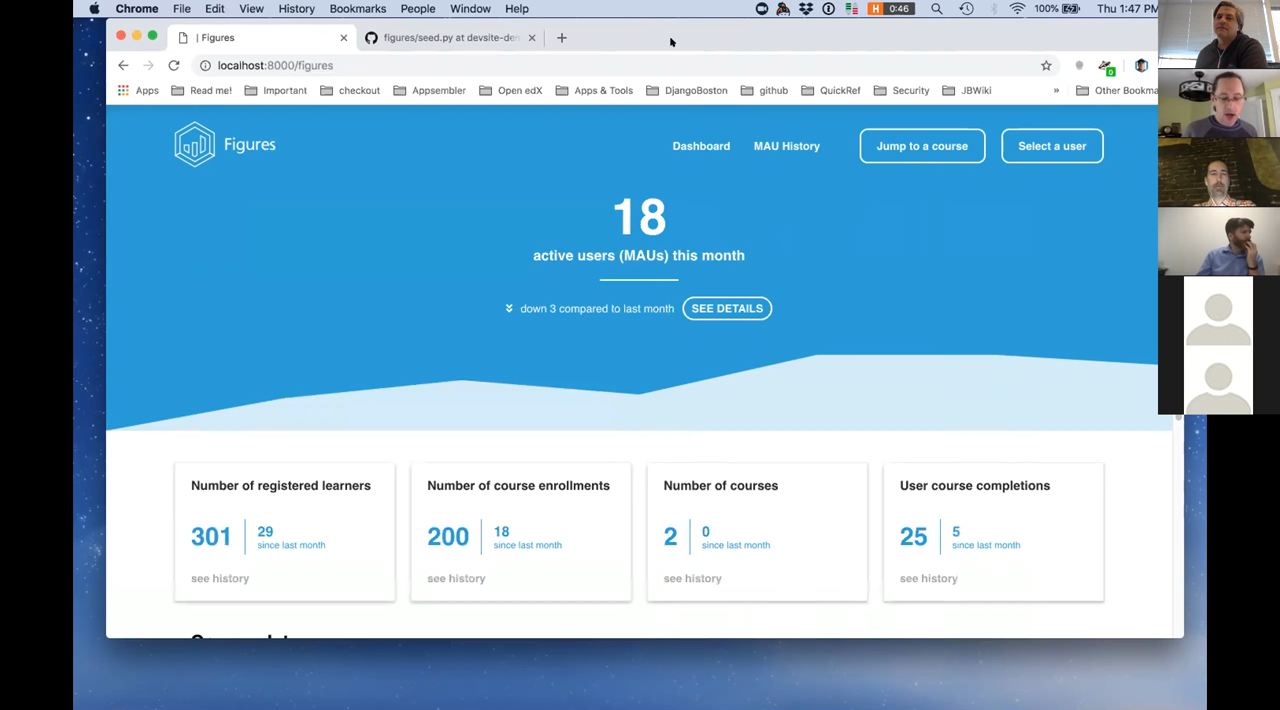 Chrome File Edit View History Bookmarks People Window Help H 0:46 100% Thu 1:47 PM
| Figures
figures/seed.py at devsite-de
localhost:8000/figures
0
Apps Read me! Important checkout Appsembler Open edX Apps & Tools DjangoBoston github QuickRef Security JBWiki » Other Bookma
Figures
Dashboard MAU History Jump to a course Select a user
18
active users (MAUs) this month
down 3 compared to last month SEE DETAILS
Number of registered learners
301 29
since last month
see history
Number of course enrollments
200 18
since last month
see history
Number of courses
2 0
since last month
see history
User course completions
25 5
since last month
see history